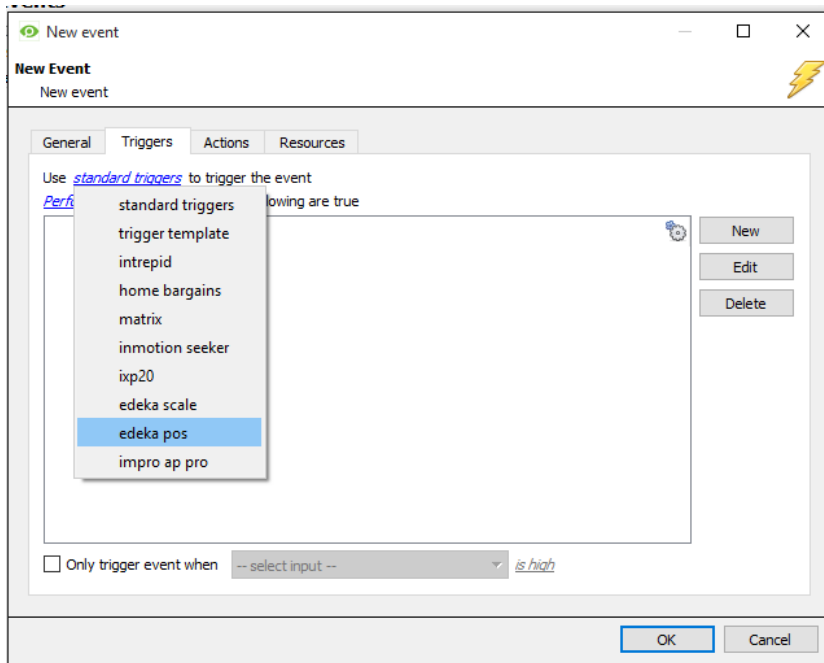 New event
New Event
New event
General Triggers Actions Resources
Use standard triggers to trigger the event
lowing are true
standard triggers
trigger template
intrepid
home bargains
matrix
inmotion seeker
ixp20
edeka scale
edeka pos
impro ap pro
New
Edit
Delete
Only trigger event when -- select input -- is high
OK Cancel